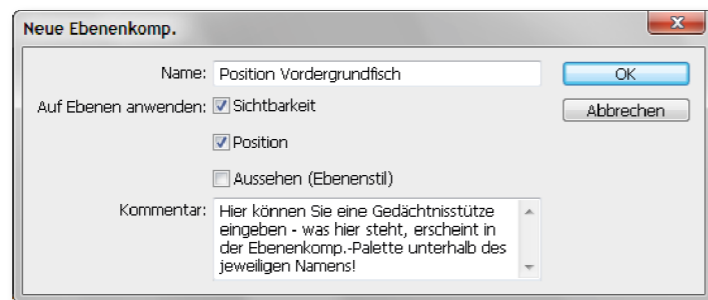 Neue Ebenenkomp.
Name: Position Vordergrundfisch
OK
Auf Ebenen anwenden: Sichtbarkeit
Abbrechen
Position
Aussehen (Ebenenstil)
Kommentar: Hier können Sie eine Gedächtnisstütze
eingeben - was hier steht, erscheint in
der Ebenenkomp.-Palette unterhalb des
jeweiligen Namens!